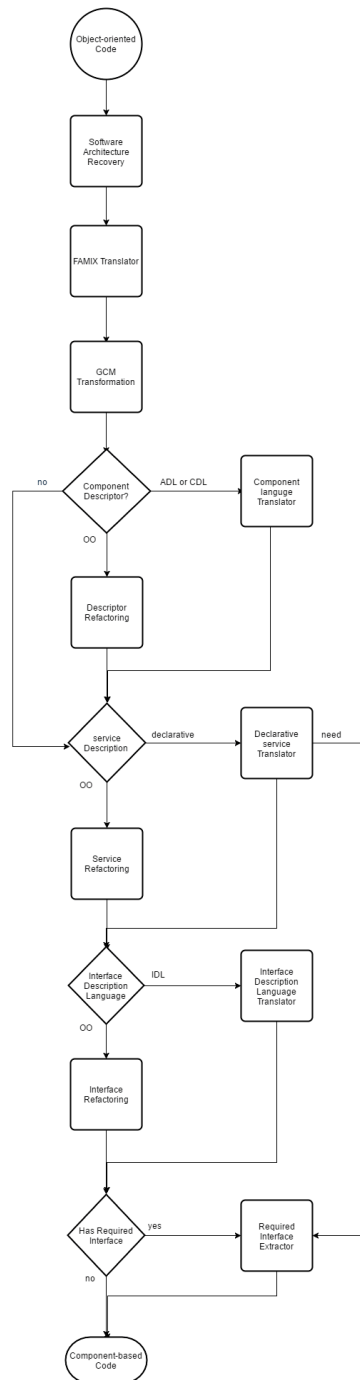 Object-oriented
Code
Software
Architecture
Recovery
FAMIX Translator
GCM
Transformation
no
Component
Descriptor?
ADL or CDL
Component
languge
Translator
OO
Descriptor
Refactoring
service
Description
declarative
Declarative
service
Translator
need
OO
Service
Refactoring
Interface
Description
Language
IDL
Interface
Description
Language
Translator
OO
Interface
Refactoring
Has Required
Interface
yes
Required
Interface
Extractor
no
Component-based
Code